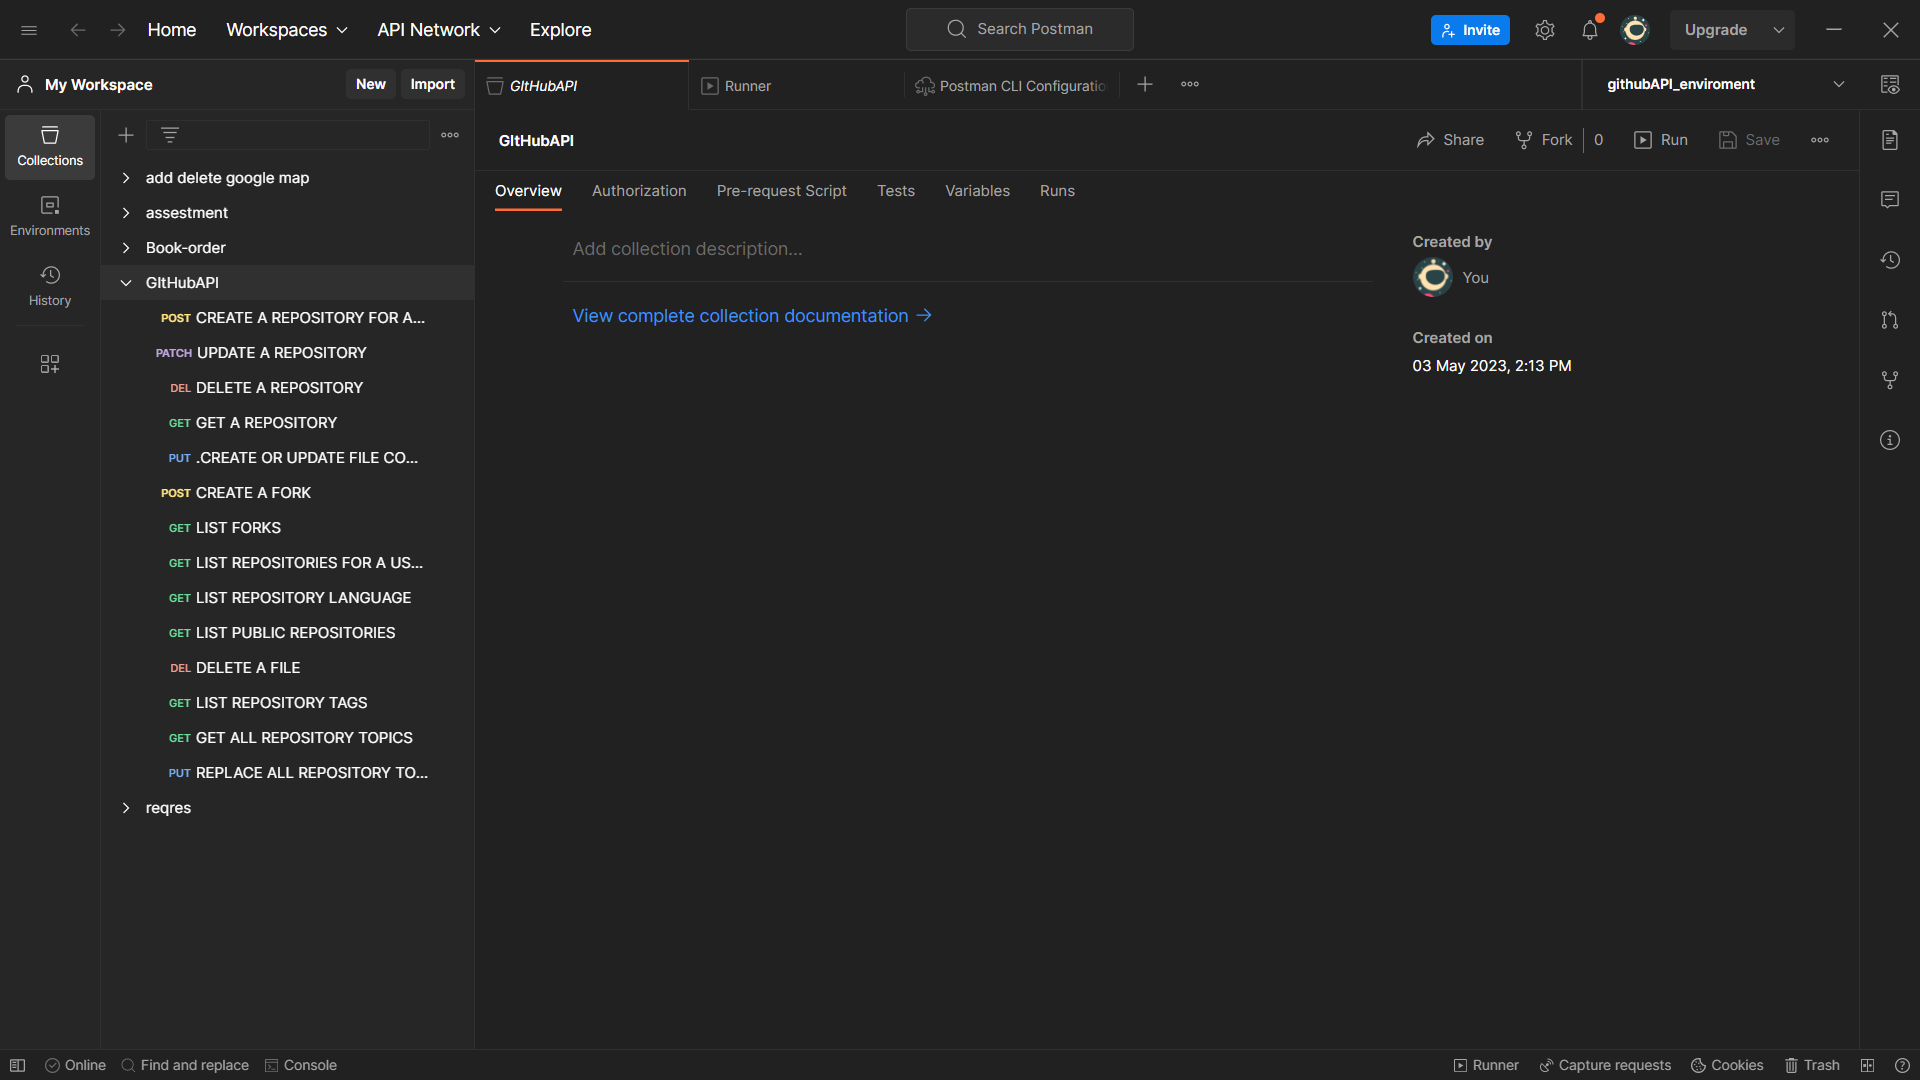 Home Workspaces API Network Explore Search Postman Invite Upgrade
My Workspace New Import GItHubAPI Runner Postman CLI Configuratio githubAPI_enviroment
Collections
Environments
History
add delete google map
assestment
Book-order
GItHubAPI
POST CREATE A REPOSITORY FOR A...
PATCH UPDATE A REPOSITORY
DEL DELETE A REPOSITORY
GET GET A REPOSITORY
PUT .CREATE OR UPDATE FILE CO...
POST CREATE A FORK
GET LIST FORKS
GET LIST REPOSITORIES FOR A US...
GET LIST REPOSITORY LANGUAGE
GET LIST PUBLIC REPOSITORIES
DEL DELETE A FILE
GET LIST REPOSITORY TAGS
GET GET ALL REPOSITORY TOPICS
PUT REPLACE ALL REPOSITORY TO...
reqres
GItHubAPI Share Fork 0 Run Save
Overview Authorization Pre-request Script Tests Variables Runs
Add collection description...
View complete collection documentation →
Created by
You
Created on
03 May 2023, 2:13 PM
Online Find and replace Console Runner Capture requests Cookies Trash